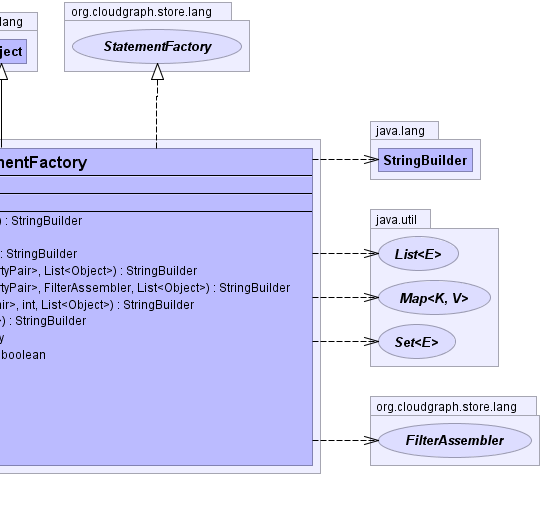 lang
ject
org.cloudgraph.store.lang
StatementFactory
mentFactory
) : StringBuilder
: StringBuilder
rtyPair>, List<Object>) : StringBuilder
rtyPair>, FilterAssembler, List<Object>) : StringBuilder
air>, int, List<Object>) : StringBuilder
>) : StringBuilder
y
boolean
java.lang
StringBuilder
java.util
List<E>
Map<K, V>
Set<E>
org.cloudgraph.store.lang
FilterAssembler